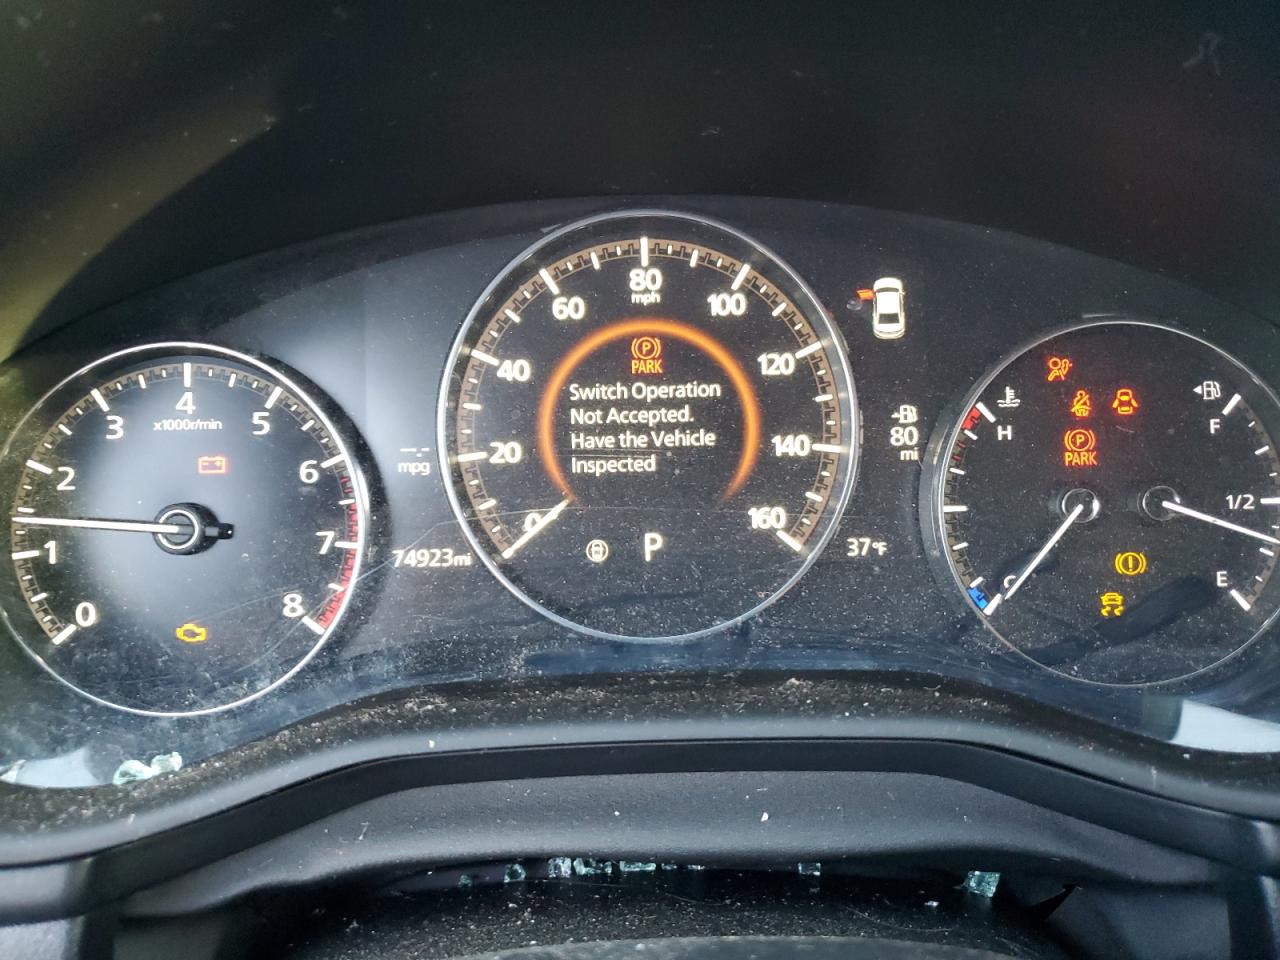 0
1
2
3
4
5
6
7
8
x1000r/min
-.-
mpg
74923mi
0
20
40
60
80
mph
100
120
140
160
P
PARK
Switch Operation
Not Accepted.
Have the Vehicle
Inspected
P
80
mi
37°F
H
C
P
PARK
F
1/2
E